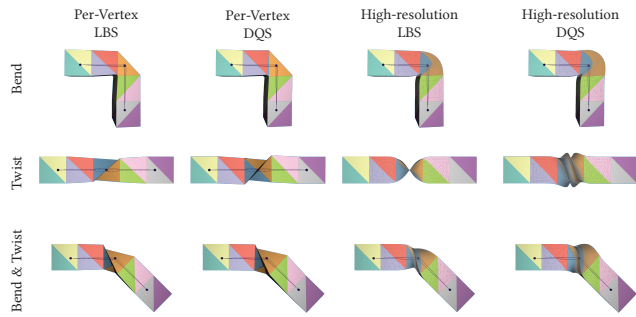 Per-Vertex
LBS
Per-Vertex
DQS
High-resolution
LBS
High-resolution
DQS
Bend
Twist
Bend & Twist